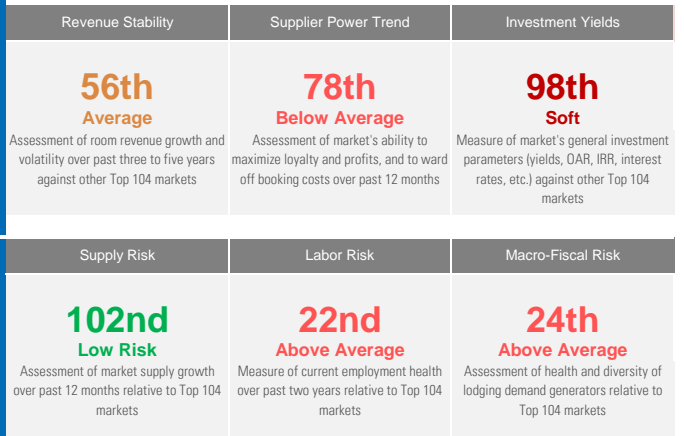 Revenue Stability
Supplier Power Trend
Investment Yields
56th
Average
Assessment of room revenue growth and
volatility over past three to five years
against other Top 104 markets
78th
Below Average
Assessment of market's ability to
maximize loyalty and profits, and to ward
off booking costs over past 12 months
98th
Soft
Measure of market's general investment
parameters (yields, OAR, IRR, interest
rates, etc.) against other Top 104
markets
Supply Risk
Labor Risk
Macro-Fiscal Risk
102nd
Low Risk
Assessment of market supply growth
over past 12 months relative to Top 104
markets
22nd
Above Average
Measure of current employment health
over past two years relative to Top 104
markets
24th
Above Average
Assessment of health and diversity of
lodging demand generators relative to
Top 104 markets